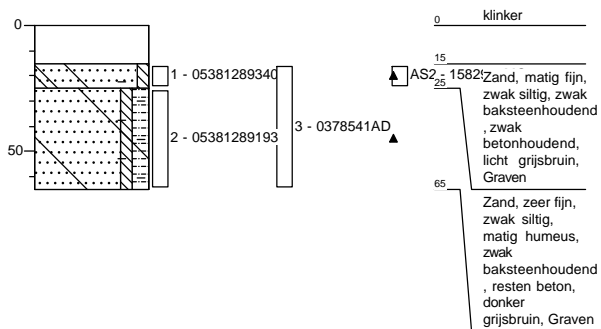 0
50
1 - 05381289340
2 - 05381289193
3 - 0378541AD
AS2 - 1582
0
klinker
15
25
Zand, matig fijn,
zwak siltig, zwak
baksteenhoudend
, zwak
betonhoudend,
licht grijsbruin,
Graven
65
Zand, zeer fijn,
zwak siltig,
matig humeus,
zwak
baksteenhoudend
, resten beton,
donker
grijsbruin, Graven